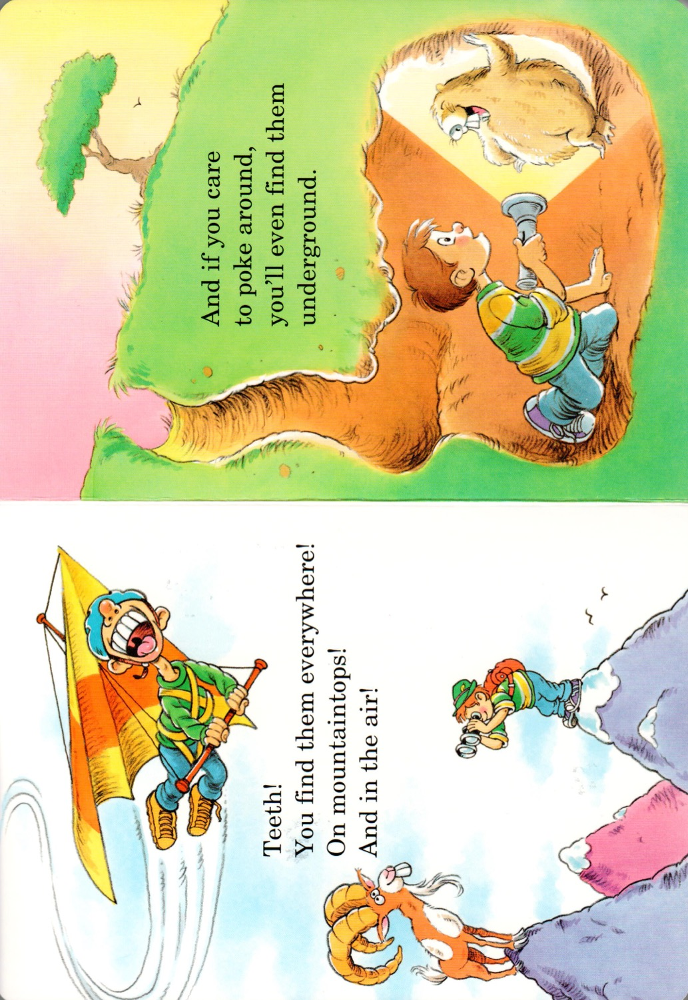 Teeth!
You find them everywhere!
On mountaintops!
And in the air!
And if you care
to poke around,
you'll even find them
underground.